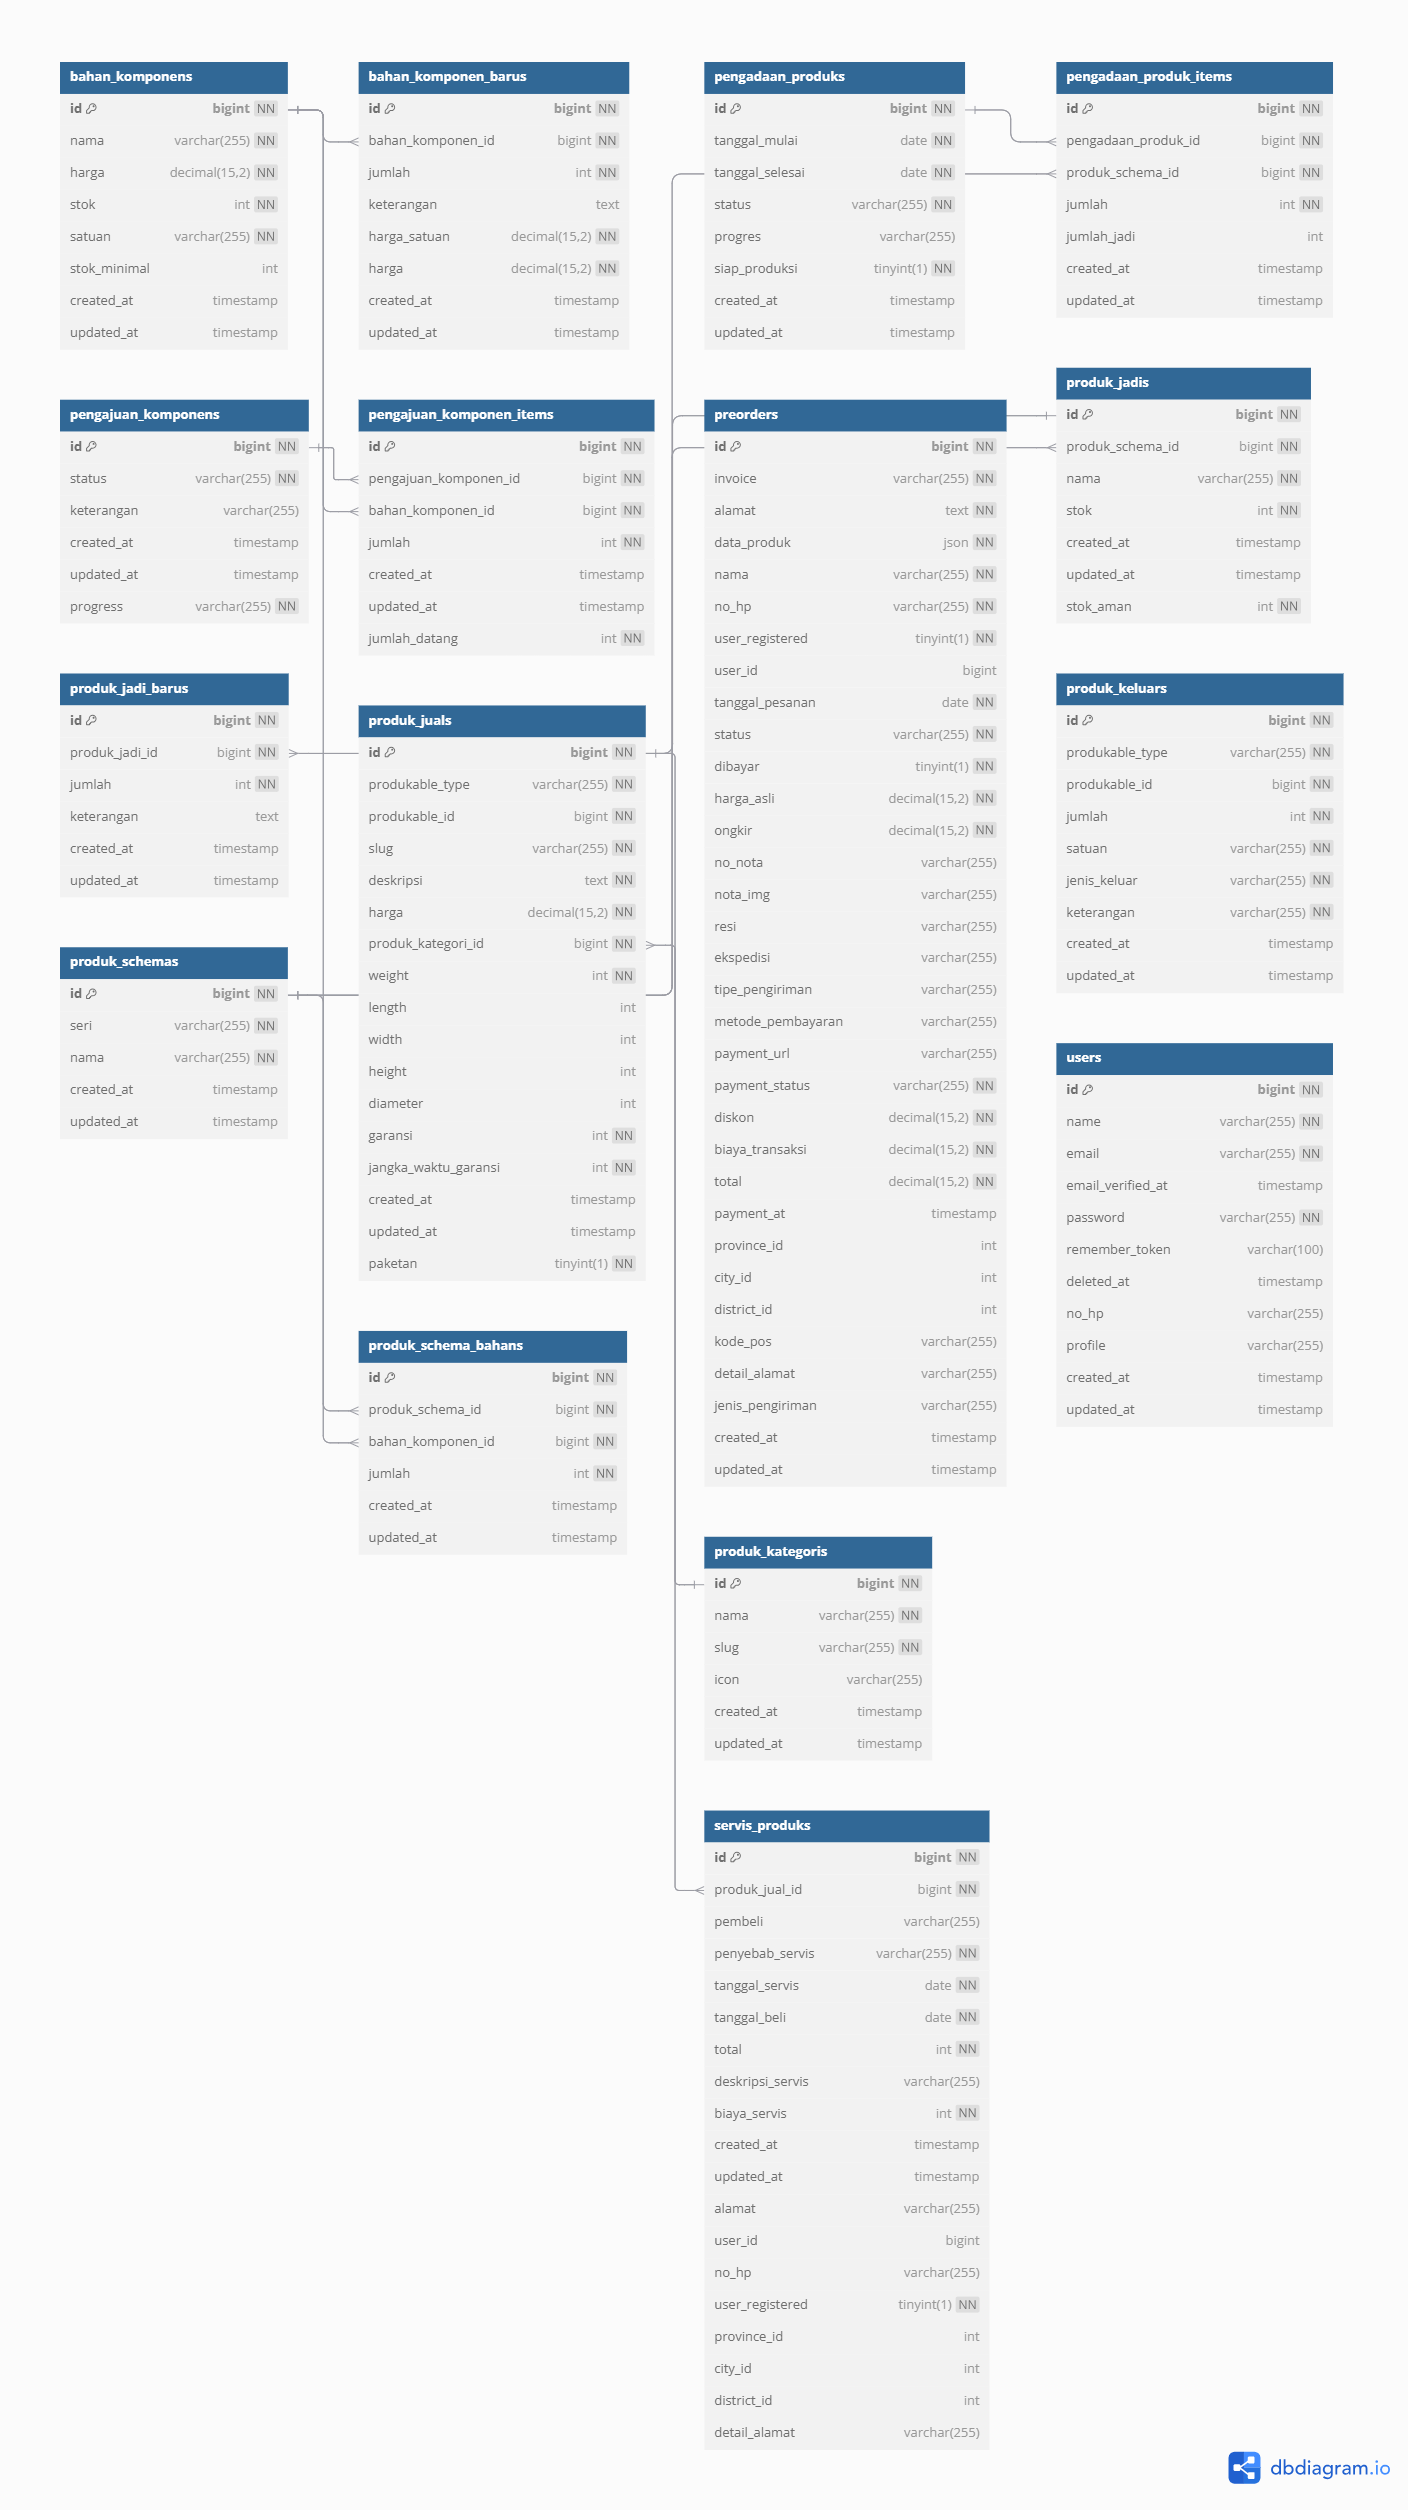 bahan_komponens
id bigint NN
nama varchar(255) NN
harga decimal(15,2) NN
stok int NN
satuan varchar(255) NN
stok_minimal int
created_at timestamp
updated_at timestamp
bahan_komponen_barus
id bigint NN
bahan_komponen_id bigint NN
jumlah int NN
keterangan text
harga_satuan decimal(15,2) NN
harga decimal(15,2) NN
created_at timestamp
updated_at timestamp
pengadaan_produks
id bigint NN
tanggal_mulai date NN
tanggal_selesai date NN
status varchar(255) NN
progres varchar(255)
siap_produksi tinyint(1) NN
created_at timestamp
updated_at timestamp
pengadaan_produk_items
id bigint NN
pengadaan_produk_id bigint NN
produk_schema_id bigint NN
jumlah int NN
jumlah_jadi int
created_at timestamp
updated_at timestamp
pengajuan_komponens
id bigint NN
status varchar(255) NN
keterangan varchar(255)
created_at timestamp
updated_at timestamp
progress varchar(255) NN
pengajuan_komponen_items
id bigint NN
pengajuan_komponen_id bigint NN
bahan_komponen_id bigint NN
jumlah int NN
created_at timestamp
updated_at timestamp
jumlah_datang int NN
preorders
id bigint NN
invoice varchar(255) NN
alamat text NN
data_produk json NN
nama varchar(255) NN
no_hp varchar(255) NN
user_registered tinyint(1) NN
user_id bigint
tanggal_pesanan date NN
status varchar(255) NN
dibayar tinyint(1) NN
harga_asli decimal(15,2) NN
ongkir decimal(15,2) NN
no_nota varchar(255)
nota_img varchar(255)
resi varchar(255)
ekspedisi varchar(255)
tipe_pengiriman varchar(255)
metode_pembayaran varchar(255)
payment_url varchar(255)
payment_status varchar(255) NN
diskon decimal(15,2) NN
biaya_transaksi decimal(15,2) NN
total decimal(15,2) NN
payment_at timestamp
province_id int
city_id int
district_id int
kode_pos varchar(255)
detail_alamat varchar(255)
jenis_pengiriman varchar(255)
created_at timestamp
updated_at timestamp
produk_jadis
id bigint NN
produk_schema_id bigint NN
nama varchar(255) NN
stok int NN
created_at timestamp
updated_at timestamp
stok_aman int NN
produk_jadi_barus
id bigint NN
produk_jadi_id bigint NN
jumlah int NN
keterangan text
created_at timestamp
updated_at timestamp
produk_juals
id bigint NN
produkable_type varchar(255) NN
produkable_id bigint NN
slug varchar(255) NN
deskripsi text NN
harga decimal(15,2) NN
produk_kategori_id bigint NN
weight int NN
length int
width int
height int
diameter int
garansi int NN
jangka_waktu_garansi int NN
created_at timestamp
updated_at timestamp
paketan tinyint(1) NN
produk_keluars
id bigint NN
produkable_type varchar(255) NN
produkable_id bigint NN
jumlah int NN
satuan varchar(255) NN
jenis_keluar varchar(255) NN
keterangan varchar(255) NN
created_at timestamp
updated_at timestamp
produk_schemas
id bigint NN
seri varchar(255) NN
nama varchar(255) NN
created_at timestamp
updated_at timestamp
users
id bigint NN
name varchar(255) NN
email varchar(255) NN
email_verified_at timestamp
password varchar(255) NN
remember_token varchar(100)
deleted_at timestamp
no_hp varchar(255)
profile varchar(255)
created_at timestamp
updated_at timestamp
produk_schema_bahans
id bigint NN
produk_schema_id bigint NN
bahan_komponen_id bigint NN
jumlah int NN
created_at timestamp
updated_at timestamp
produk_kategoris
id bigint NN
nama varchar(255) NN
slug varchar(255) NN
icon varchar(255)
created_at timestamp
updated_at timestamp
servis_produks
id bigint NN
produk_jual_id bigint NN
pembeli varchar(255)
penyebab_servis varchar(255) NN
tanggal_servis date NN
tanggal_beli date NN
total int NN
deskripsi_servis varchar(255)
biaya_servis int NN
created_at timestamp
updated_at timestamp
alamat varchar(255)
user_id bigint
no_hp varchar(255)
user_registered tinyint(1) NN
province_id int
city_id int
district_id int
detail_alamat varchar(255)
dbdiagram.io